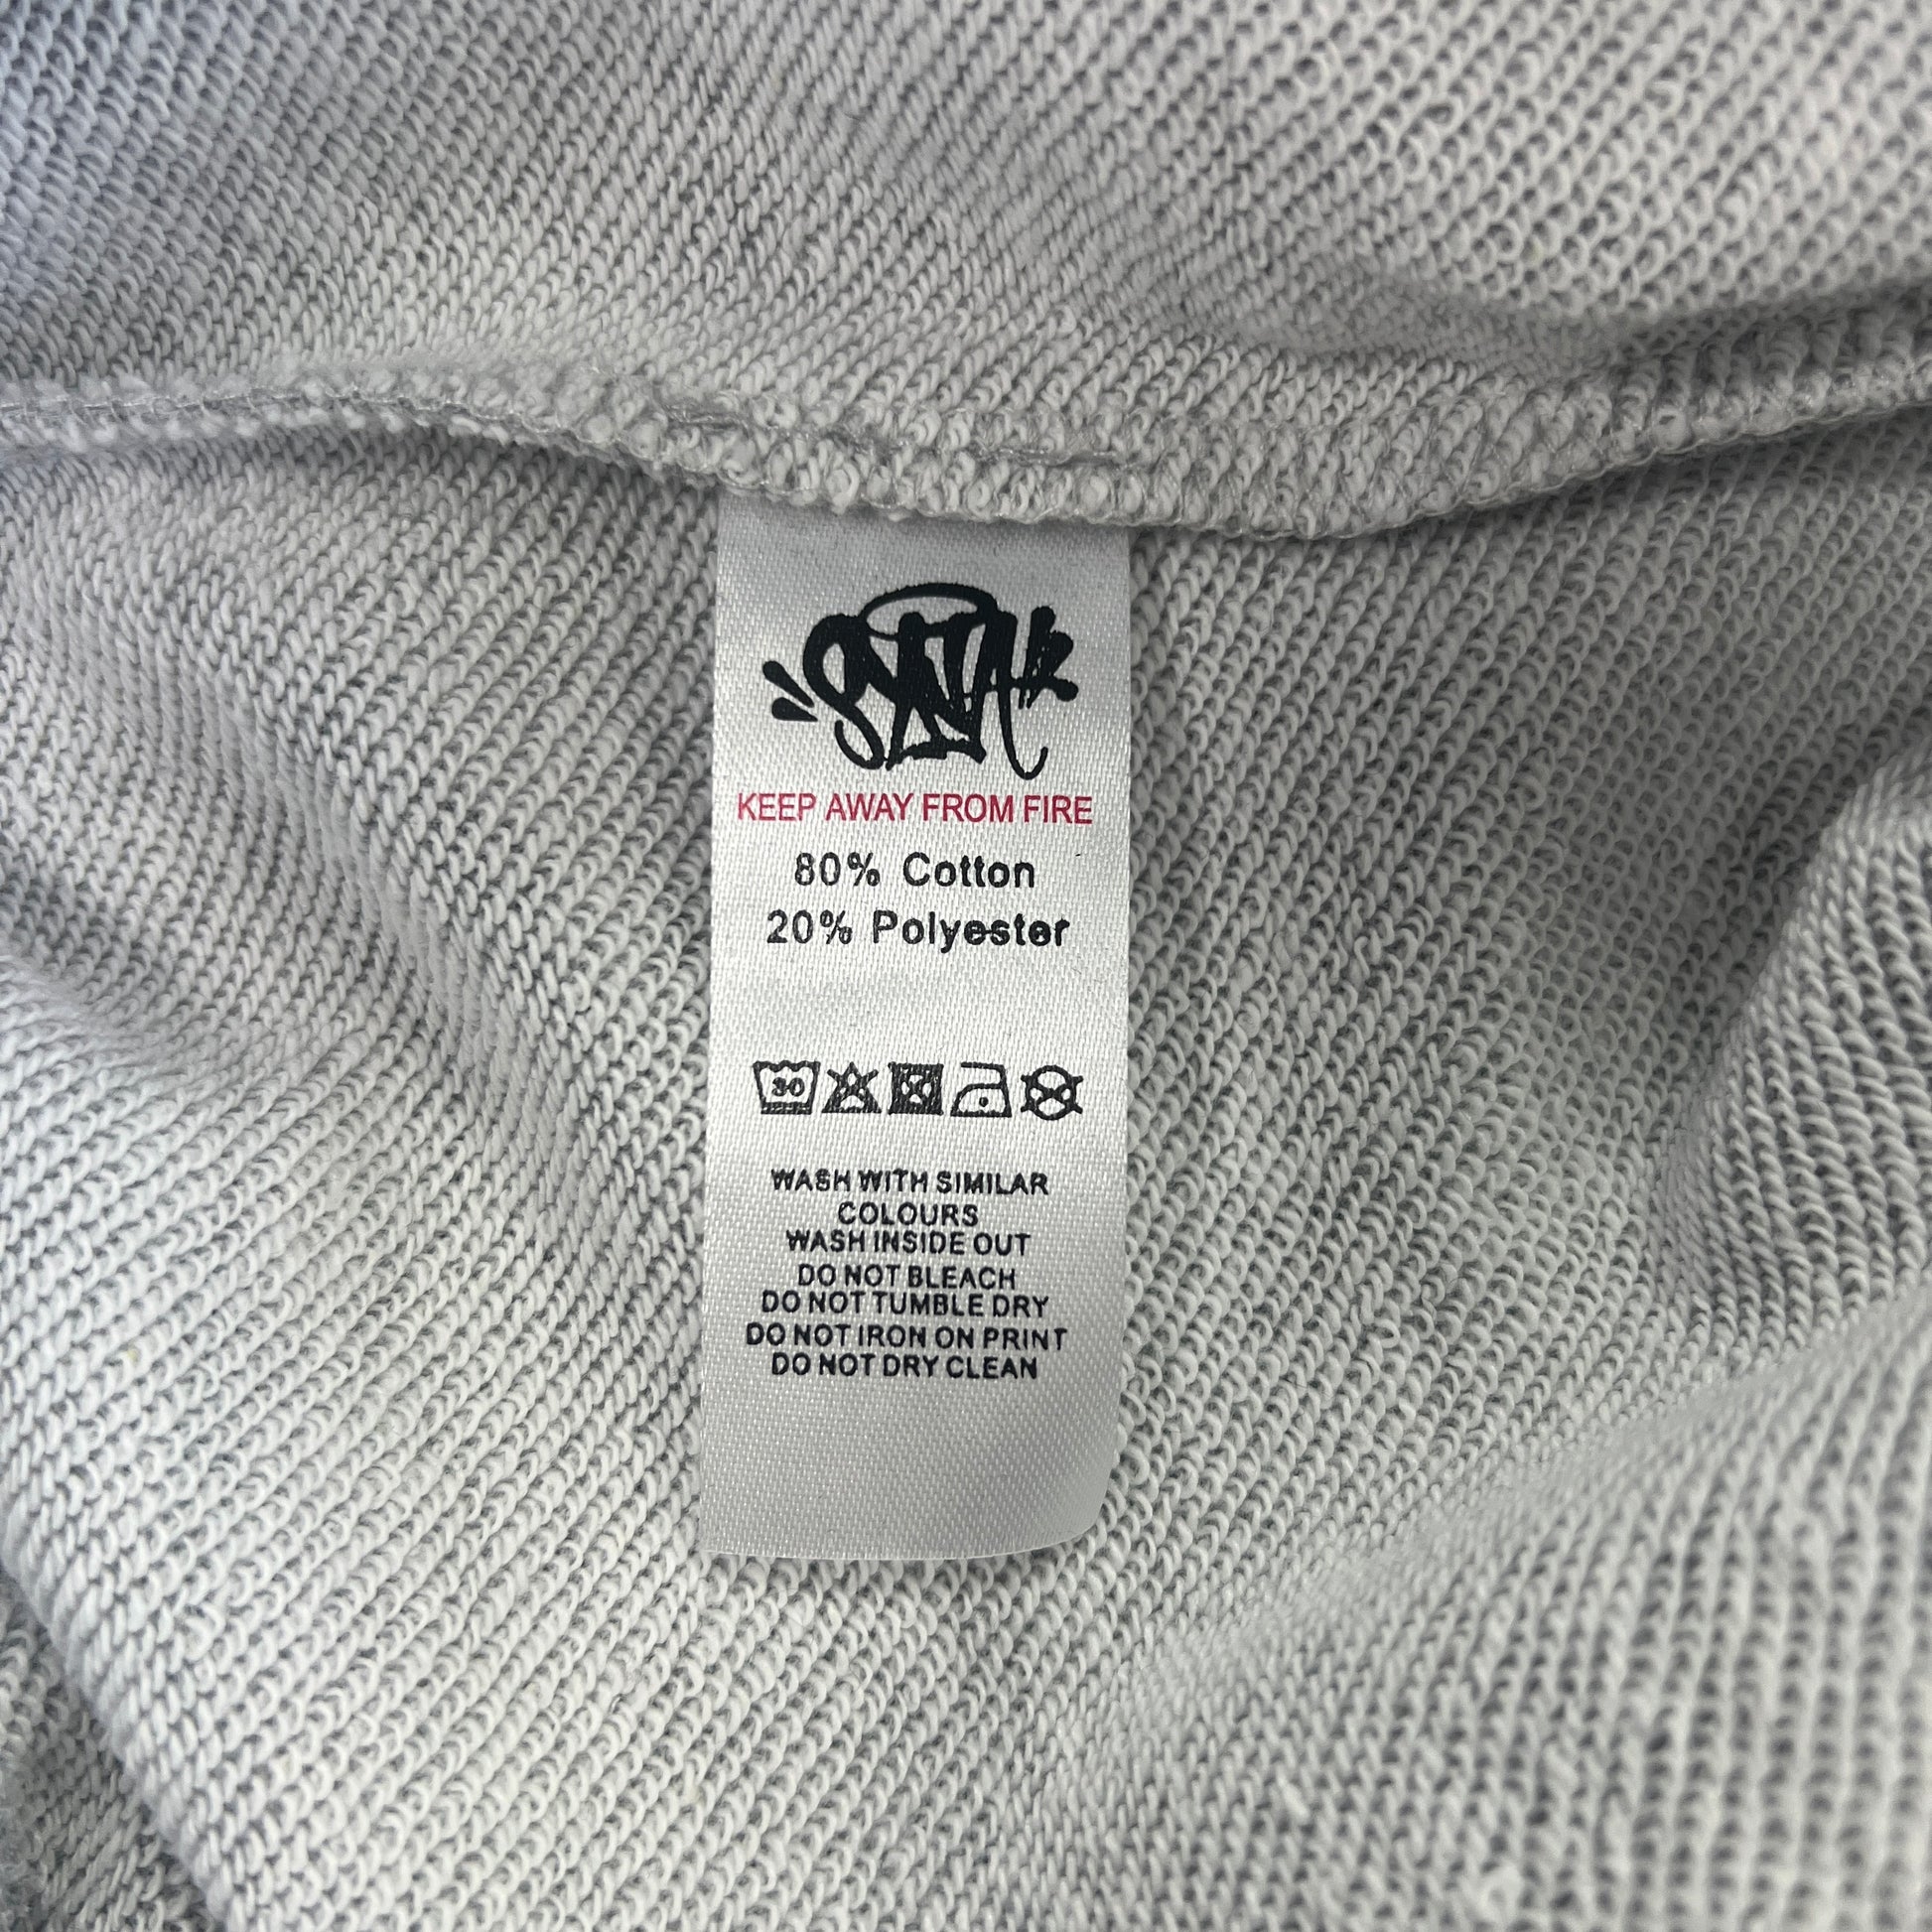 SYNA
KEEP AWAY FROM FIRE
80% Cotton
20% Polyester
30
WASH WITH SIMILAR
COLOURS
WASH INSIDE OUT
DO NOT BLEACH
DO NOT TUMBLE DRY
DO NOT IRON ON PRINT
DO NOT DRY CLEAN